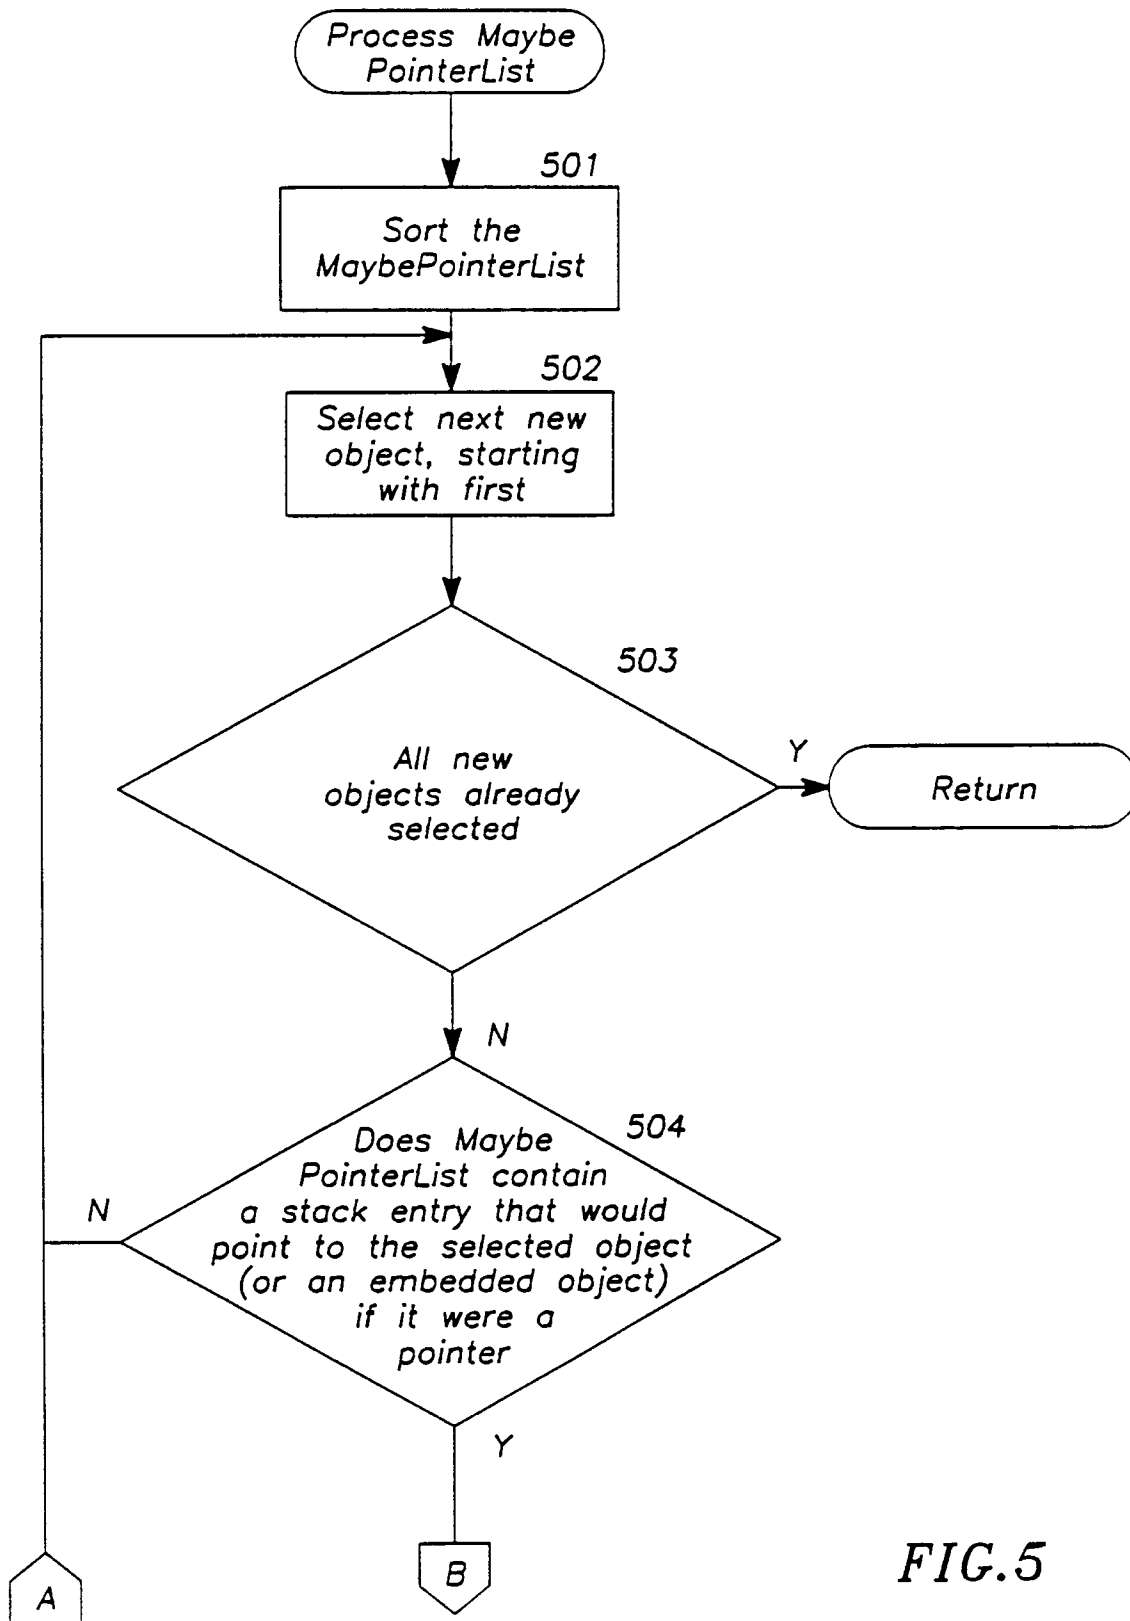 Process Maybe
PointerList
501
Sort the
MaybePointerList
502
Select next new
object, starting
with first
503
All new
objects already
selected
Y
Return
N
504
Does Maybe
PointerList contain
a stack entry that would
point to the selected object
(or an embedded object)
if it were a
pointer
N
Y
A
B
FIG.5